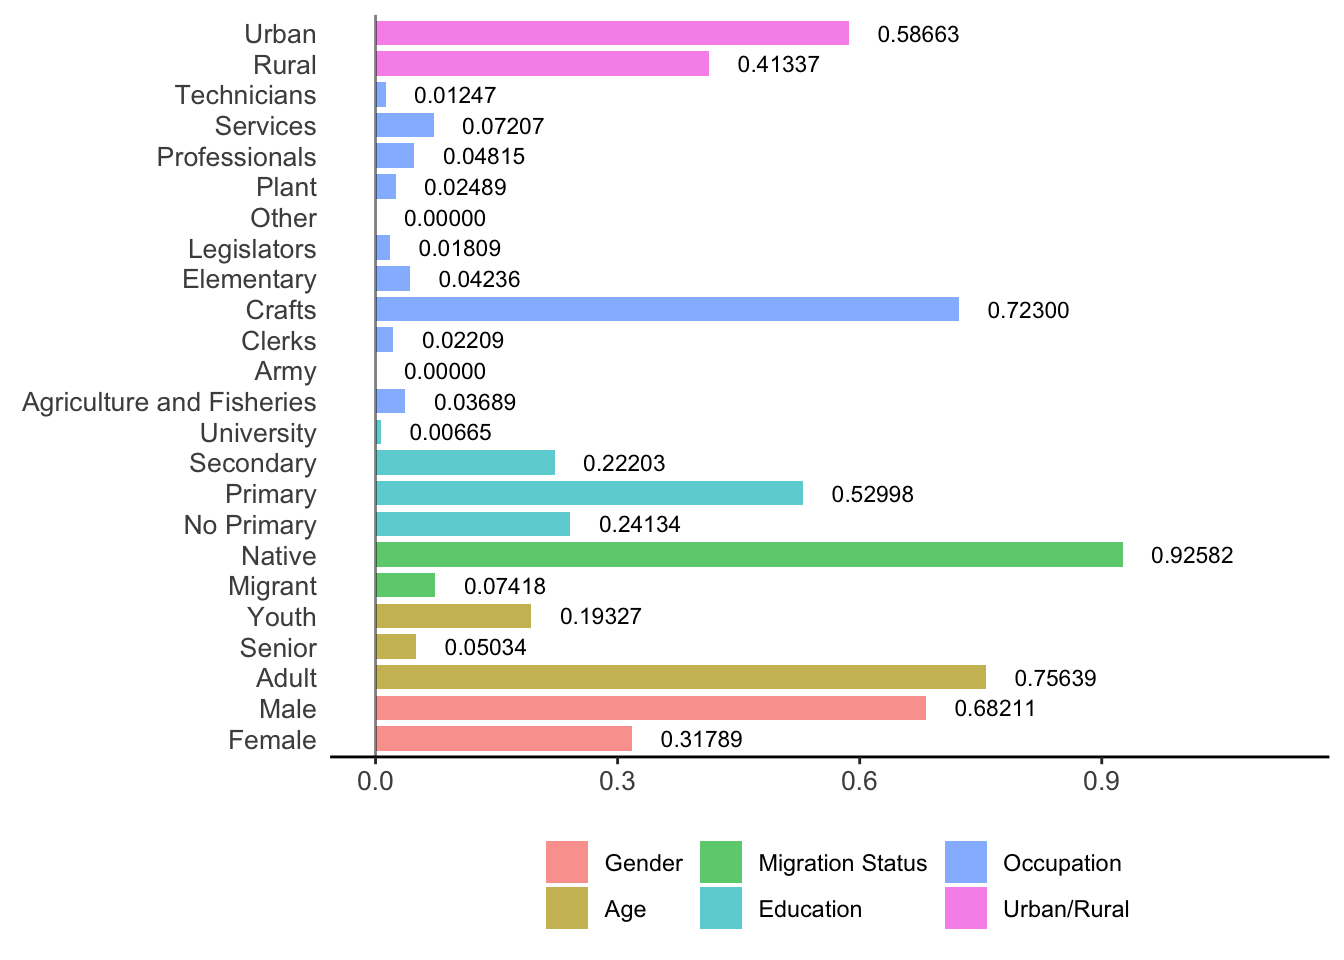 Urban 0.58663
Rural 0.41337
Technicians 0.01247
Services 0.07207
Professionals 0.04815
Plant 0.02489
Other 0.00000
Legislators 0.01809
Elementary 0.04236
Crafts 0.72300
Clerks 0.02209
Army 0.00000
Agriculture and Fisheries 0.03689
University 0.00665
Secondary 0.22203
Primary 0.52998
No Primary 0.24134
Native 0.92582
Migrant 0.07418
Youth 0.19327
Senior 0.05034
Adult 0.75639
Male 0.68211
Female 0.31789
0.0 0.3 0.6 0.9
Gender Migration Status Occupation
Age Education Urban/Rural